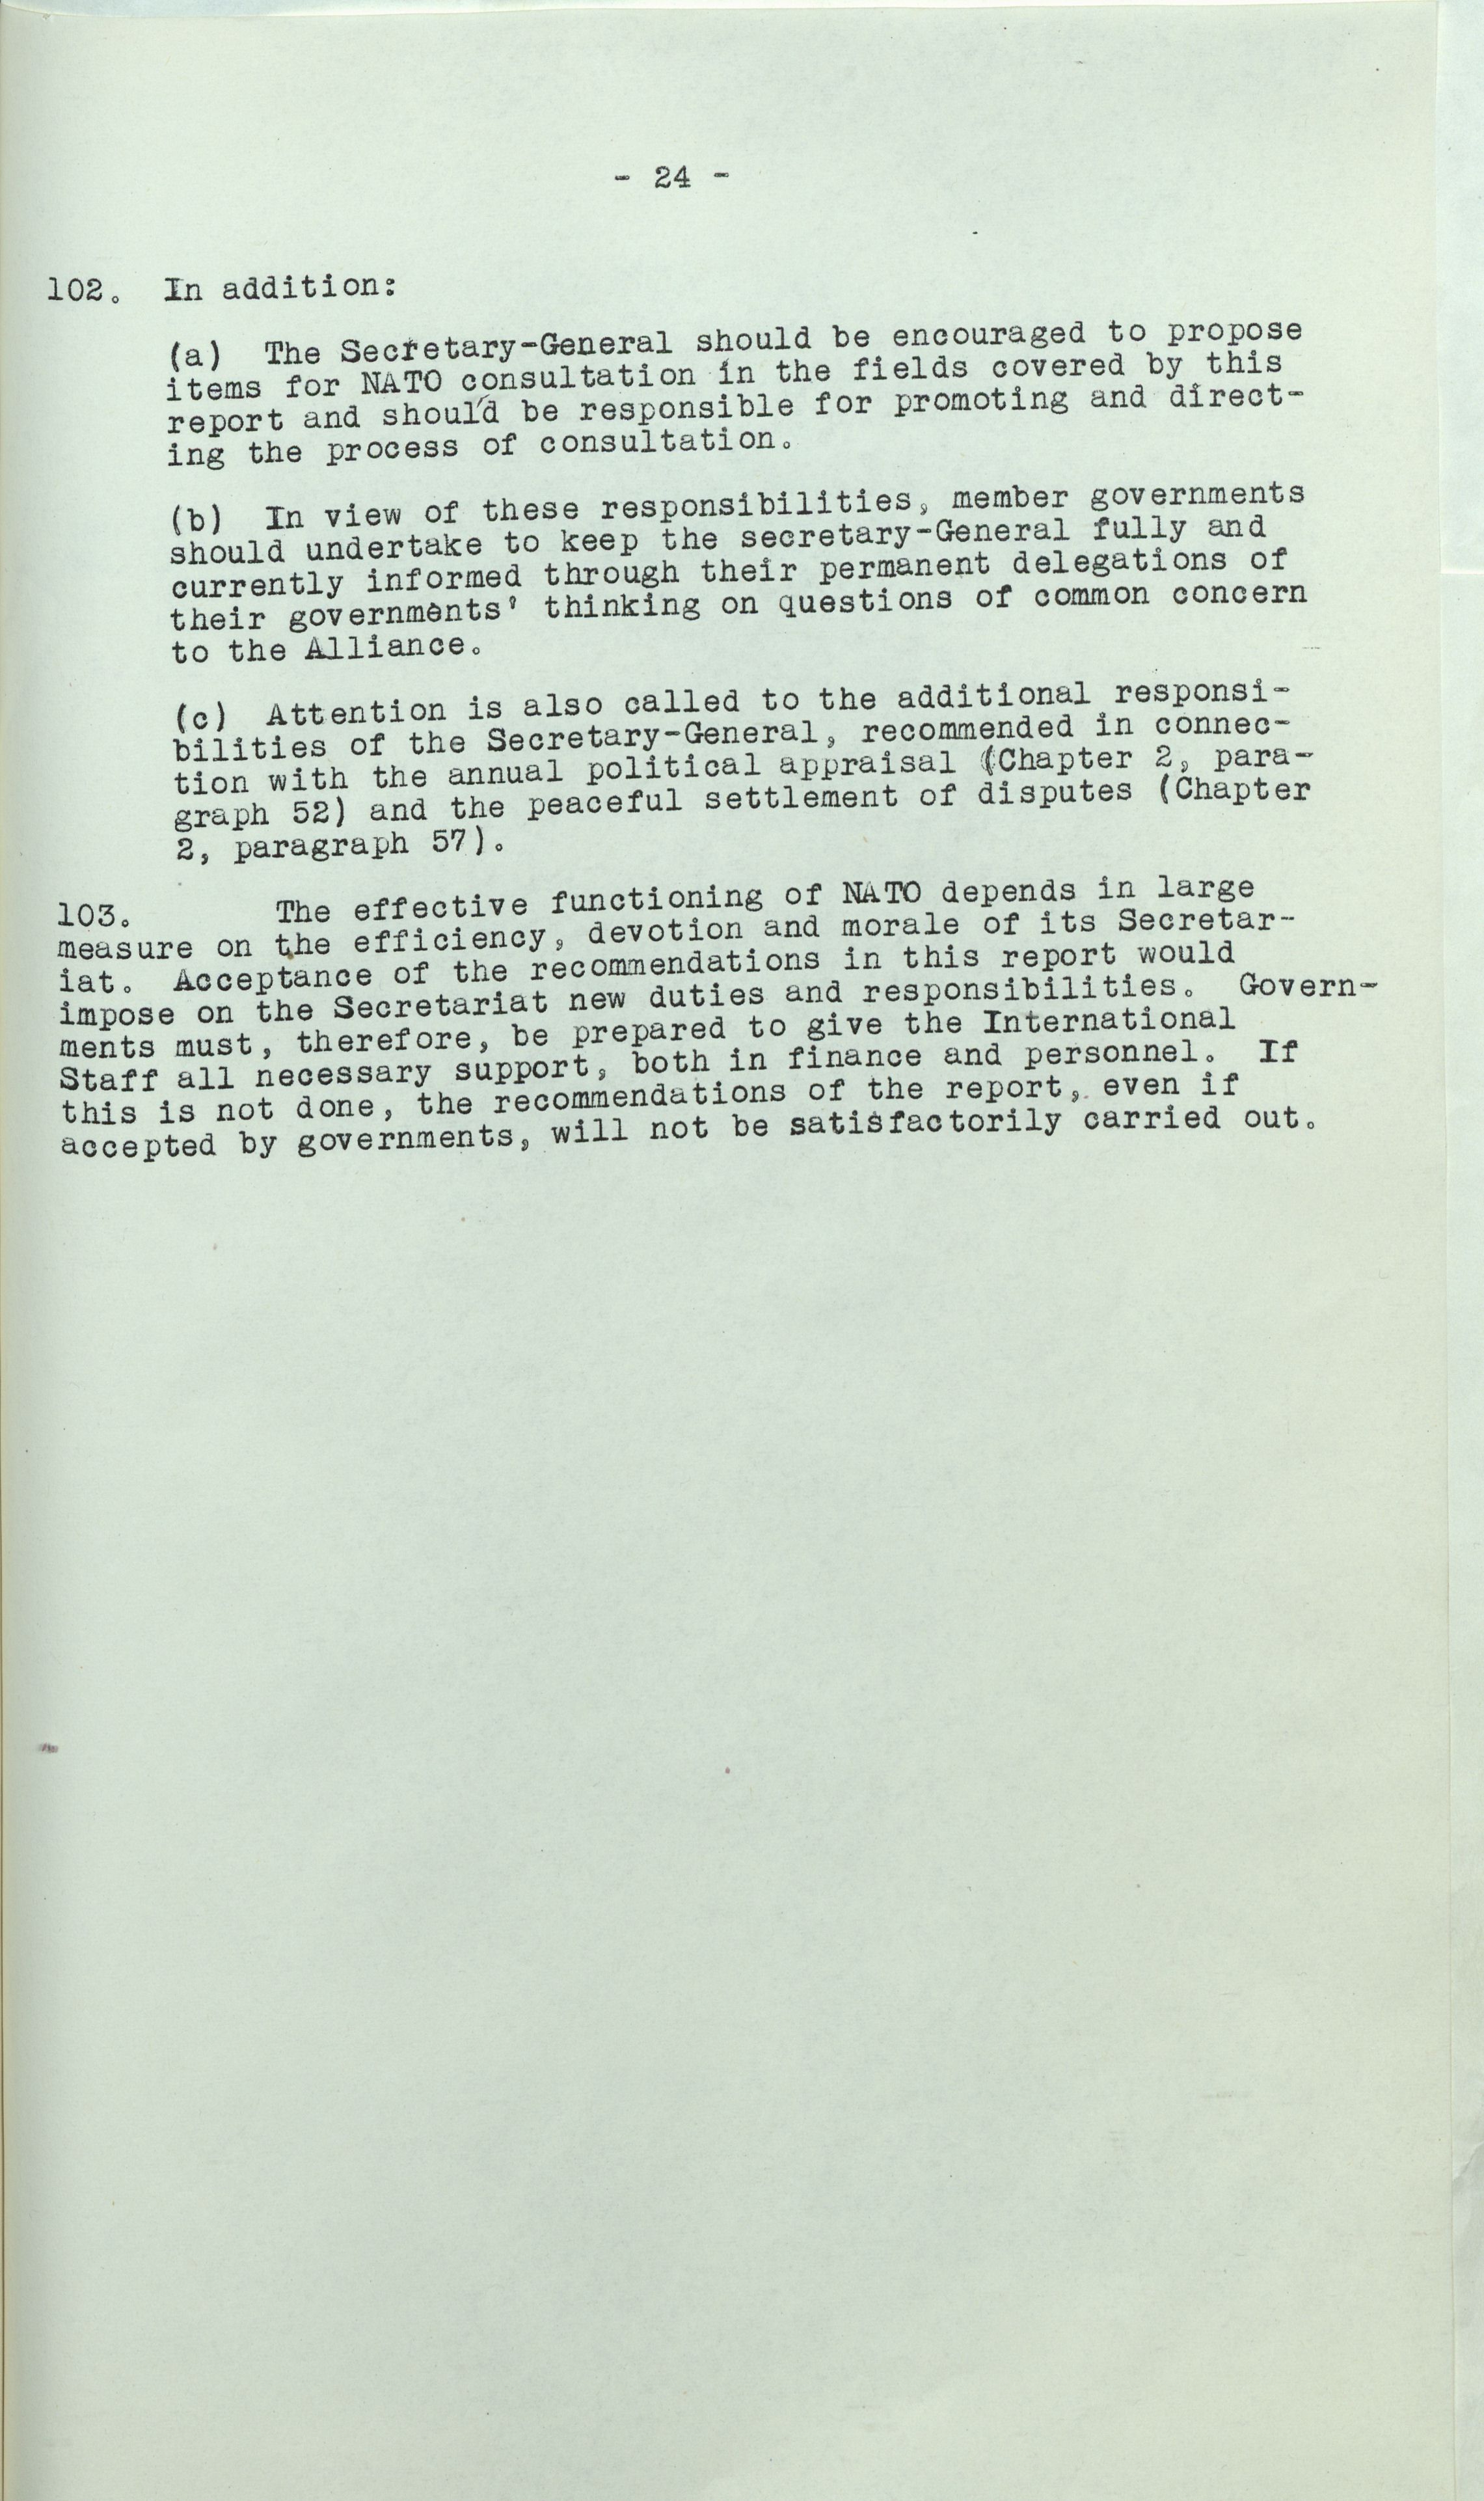 - 24 -
102. In addition:
(a) The Secretary-General should be encouraged to propose
items for NATO consultation in the fields covered by this
report and should be responsible for promoting and direct-
ing the process of consultation.
(b) In view of these responsibilities, member governments
should undertake to keep the secretary-General fully and
currently informed through their permanent delegations of
their governments' thinking on questions of common concern
to the Alliance.
(c) Attention is also called to the additional responsi-
bilities of the Secretary-General, recommended in connec-
tion with the annual political appraisal (Chapter 2, para-
graph 52) and the peaceful settlement of disputes (Chapter
2, paragraph 57).
103. The effective functioning of NATO depends in large
measure on the efficiency, devotion and morale of its Secretar-
iat. Acceptance of the recommendations in this report would
impose on the Secretariat new duties and responsibilities. Govern-
ments must, therefore, be prepared to give the International
Staff all necessary support, both in finance and personnel. If
this is not done, the recommendations of the report, even if
accepted by governments, will not be satisfactorily carried out.